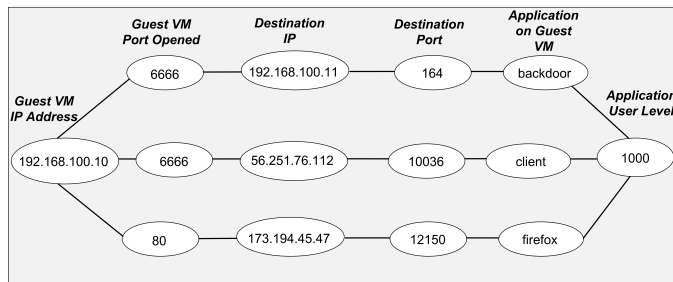 Guest VM
Port Opened
Destination
IP
Destination
Port
Application
on Guest
VM
6666
192.168.100.11
164
backdoor
Guest VM
IP Address
Application
User Level
192.168.100.10
6666
56.251.76.112
10036
client
1000
80
173.194.45.47
12150
firefox